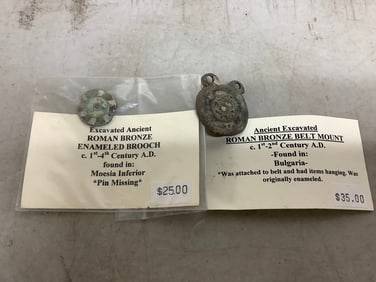 Excavated Ancient
ROMAN BRONZE
ENAMELED BROOCH
c. 1st-4th Century A.D.
found in:
Moesia Inferior
*Pin Missing*
$25.00
Ancient Excavated
ROMAN BRONZE BELT MOUNT
c. 1st-2nd Century A.D.
-Found in:
Bulgaria-
*Was attached to belt and had items hanging. Was
originally enameled.
$35.00